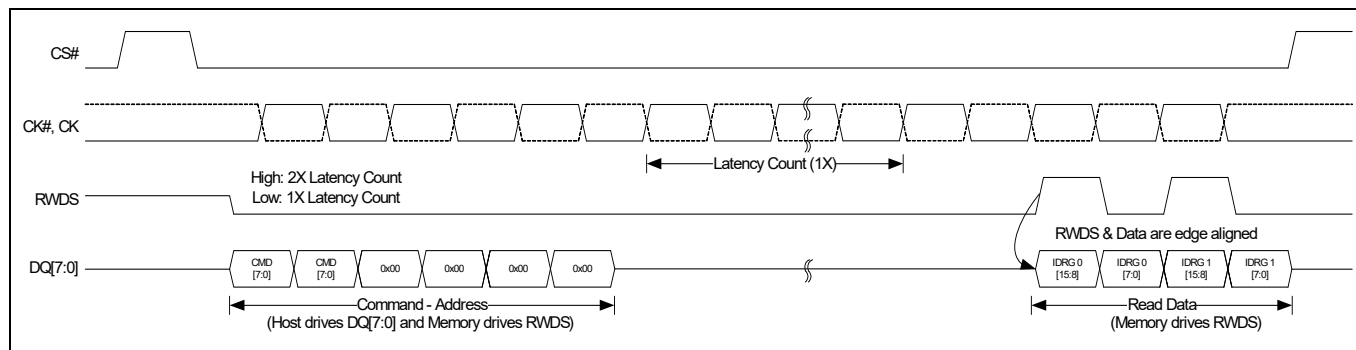 CS#
CK#, CK
Latency Count (1X)
High: 2X Latency Count
Low: 1X Latency Count
RWDS
RWDS & Data are edge aligned
DQ[7:0]
CMD
[7:0]
CMD
[7:0]
0x00
0x00
0x00
0x00
IDRG 0
[15:8]
IDRG 0
[7:0]
IDRG 1
[15:8]
IDRG 1
[7:0]
Command - Address
(Host drives DQ[7:0] and Memory drives RWDS)
Read Data
(Memory drives RWDS)